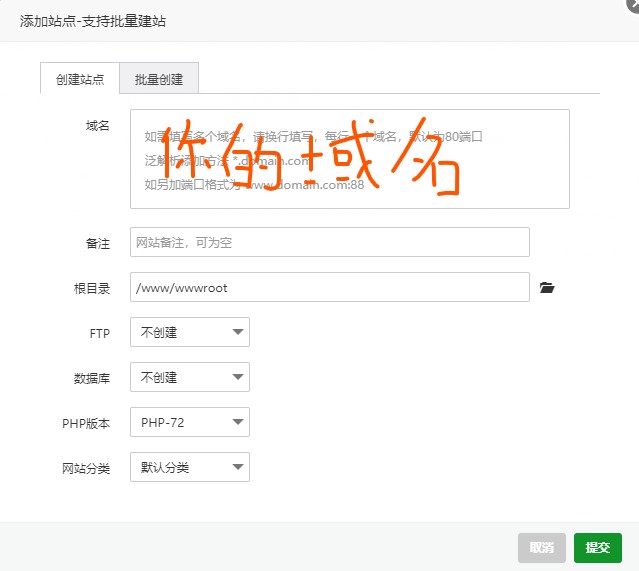 添加站点-支持批量建站
创建站点 批量创建
域名
如需填写多个域名，请换行填写，每行一个域名，默认为80端口
泛解析添加方法 *.domain.com
如另加端口格式为 www.domain.com:88
你的域名
备注 网站备注，可为空
根目录 /www/wwwroot
FTP 不创建
数据库 不创建
PHP版本 PHP-72
网站分类 默认分类
取消 提交